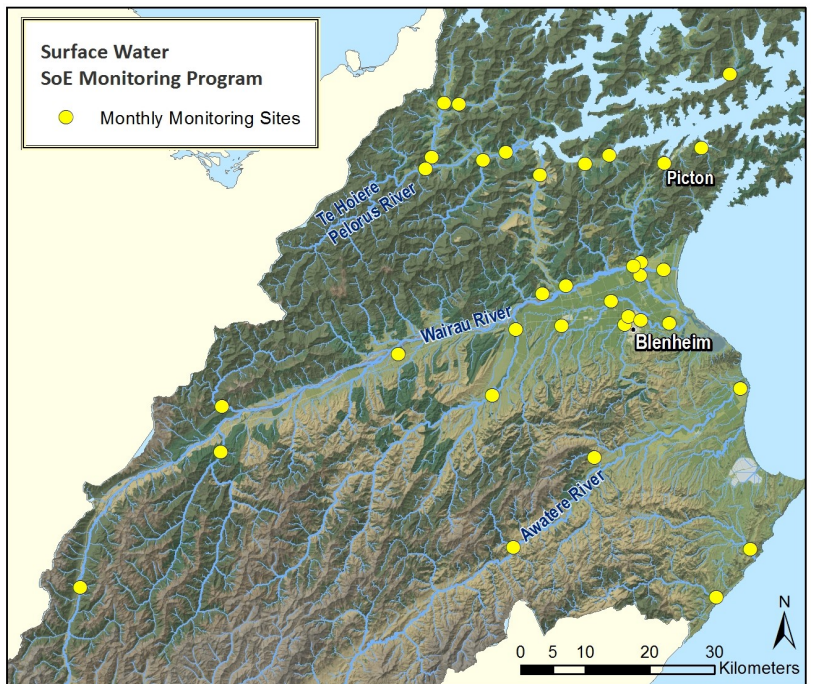 Surface Water
SoE Monitoring Program
Monthly Monitoring Sites
Te Hoiere
Pelorus River
Picton
Wairau River
Blenheim
Awatere River
N
0 5 10 20 30
Kilometers